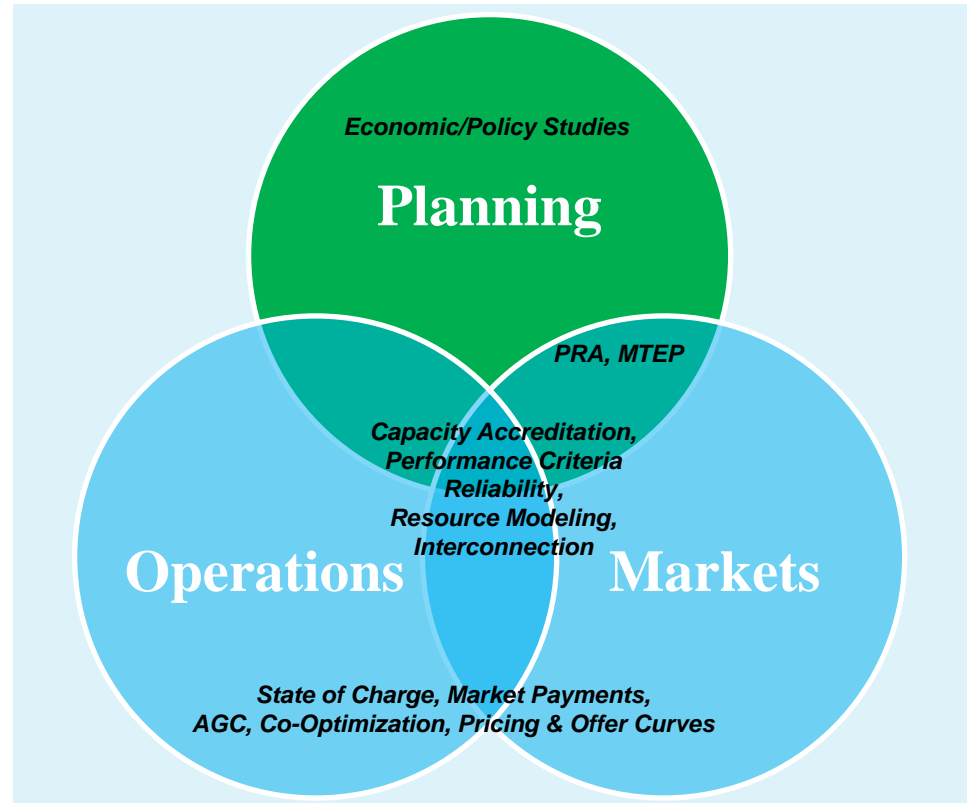 Economic/Policy Studies
Planning
PRA, MTEP
Capacity Accreditation,
Performance Criteria
Reliability,
Resource Modeling,
Interconnection
Operations
Markets
State of Charge, Market Payments,
AGC, Co-Optimization, Pricing & Offer Curves